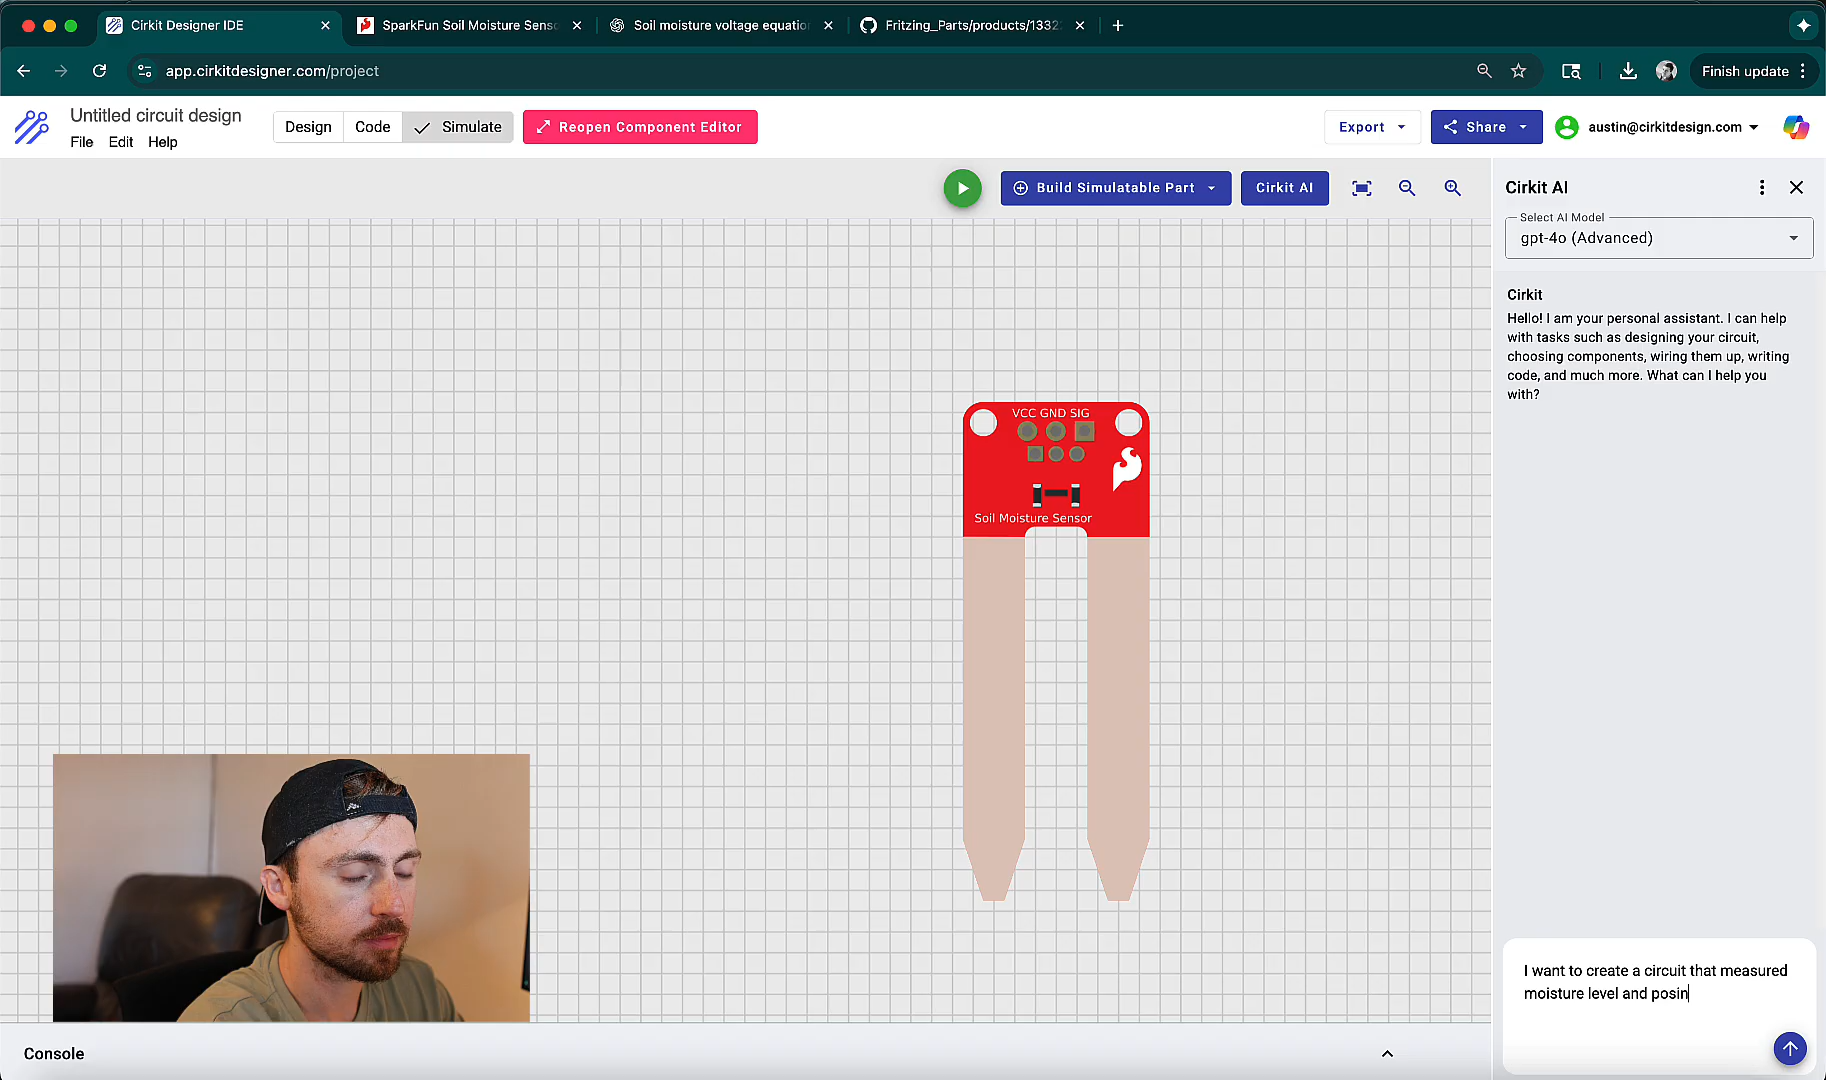 Cirkit Designer IDE
SparkFun Soil Moisture Senso
Soil moisture voltage equation
Fritzing_Parts/products/1332
app.cirkitdesigner.com/project
Finish update
Untitled circuit design
File Edit Help
Design Code Simulate
Reopen Component Editor
Export
Share
austin@cirkitdesign.com
Build Simulatable Part
Cirkit AI
Cirkit AI
Select AI Model
gpt-4o (Advanced)
Cirkit
Hello! I am your personal assistant. I can help
with tasks such as designing your circuit,
choosing components, wiring them up, writing
code, and much more. What can I help you
with?
VCC GND SIG
Soil Moisture Sensor
I want to create a circuit that measured
moisture level and posin
Console